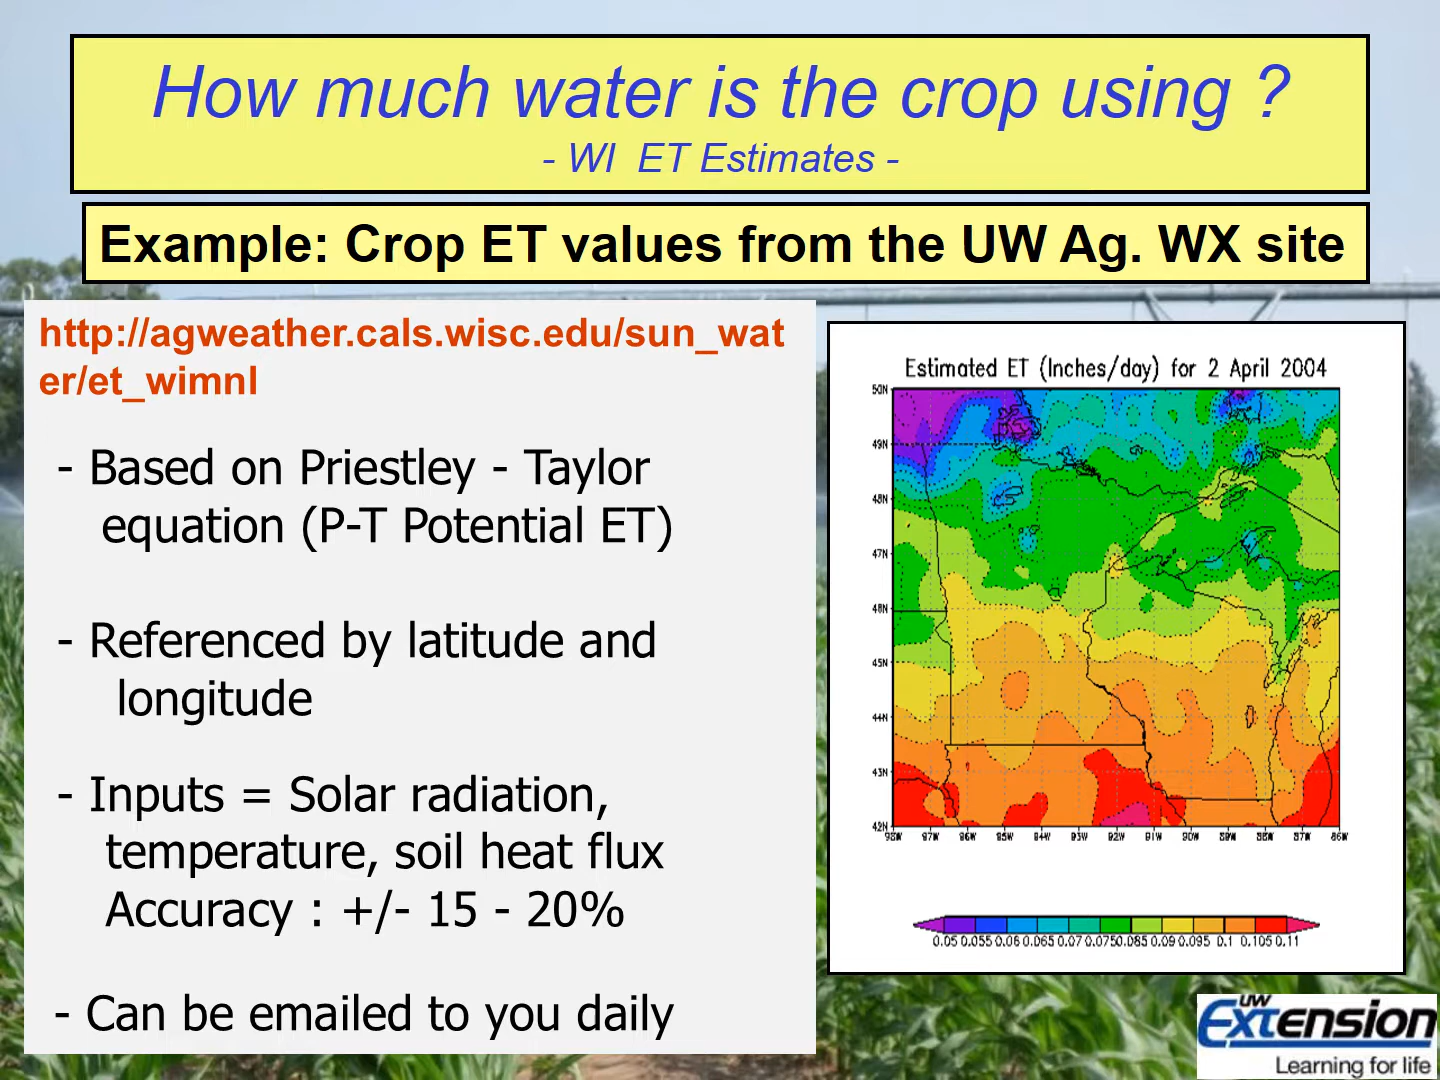 How much water is the crop using ?
- WI ET Estimates -
Example: Crop ET values from the UW Ag. WX site
http://agweather.cals.wisc.edu/sun_wat
er/et_wimnl
- Based on Priestley - Taylor
equation (P-T Potential ET)
- Referenced by latitude and
longitude
- Inputs = Solar radiation,
temperature, soil heat flux
Accuracy : +/- 15 - 20%
- Can be emailed to you daily
Estimated ET (Inches/day) for 2 April 2004
50N
49N
48N
47N
46N
45N
44N
43N
42N
98W 97W 96W 95W 94W 93W 92W 91W 90W 89W 88W 87W 86W
0.05 0.055 0.06 0.065 0.07 0.075 0.085 0.09 0.095 0.1 0.105 0.11
UW
Extension
Learning for life